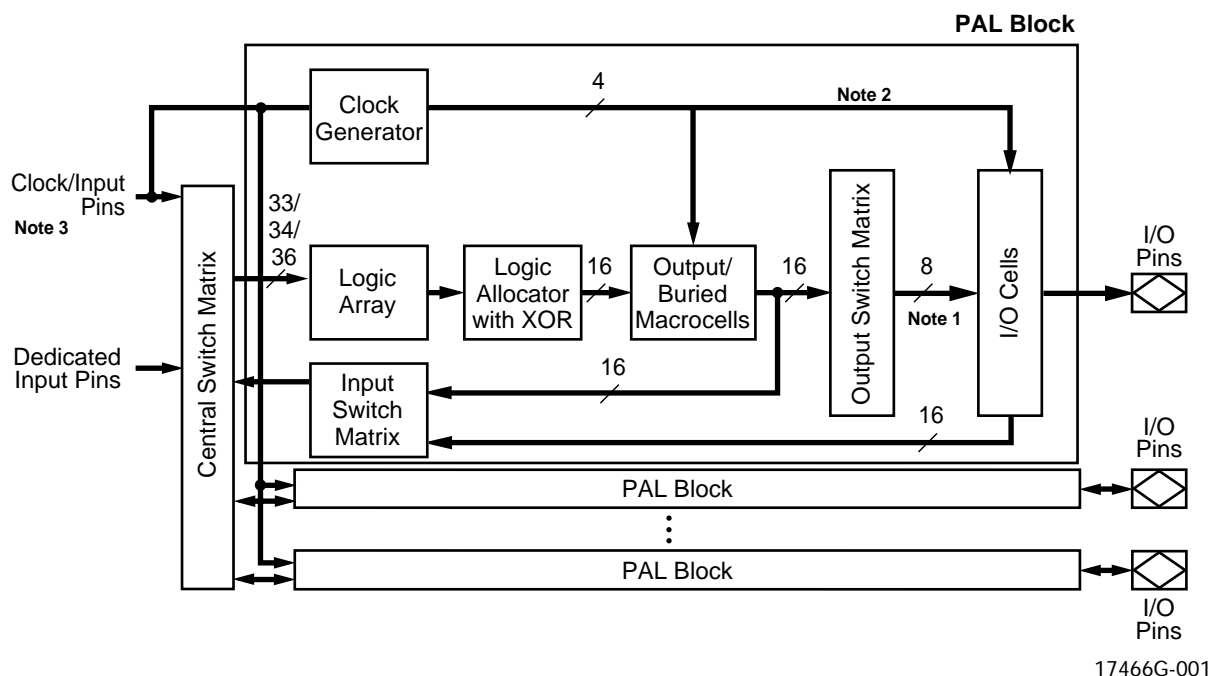 PAL Block
Clock
Generator
4
Note 2
Clock/Input
Pins
Note 3
Central Switch Matrix
33/
34/
36
Logic
Array
Logic
Allocator
with XOR
16
Output/
Buried
Macrocells
16
Output Switch Matrix
8
Note 1
I/O Cells
I/O
Pins
Dedicated
Input Pins
Input
Switch
Matrix
16
16
I/O
Pins
PAL Block
PAL Block
I/O
Pins
17466G-001